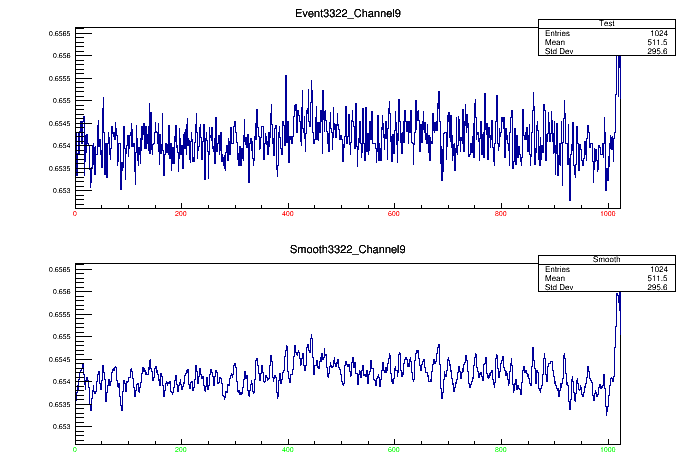 Event3322_Channel9
Test
Entries 1024
Mean 511.5
Std Dev 295.6
0.6565
0.656
0.6555
0.655
0.6545
0.654
0.6535
0.653
0 200 400 600 800 1000
Smooth3322_Channel9
Smooth
Entries 1024
Mean 511.5
Std Dev 295.6
0.6565
0.656
0.6555
0.655
0.6545
0.654
0.6535
0.653
0 200 400 600 800 1000